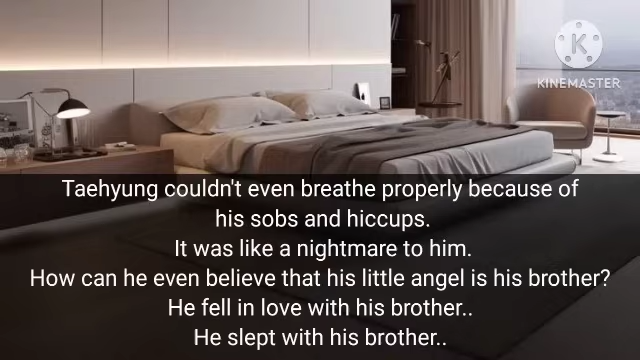 K
KINEMASTER
Taehyung couldn't even breathe properly because of
his sobs and hiccups.
It was like a nightmare to him.
How can he even believe that his little angel is his brother?
He fell in love with his brother..
He slept with his brother..